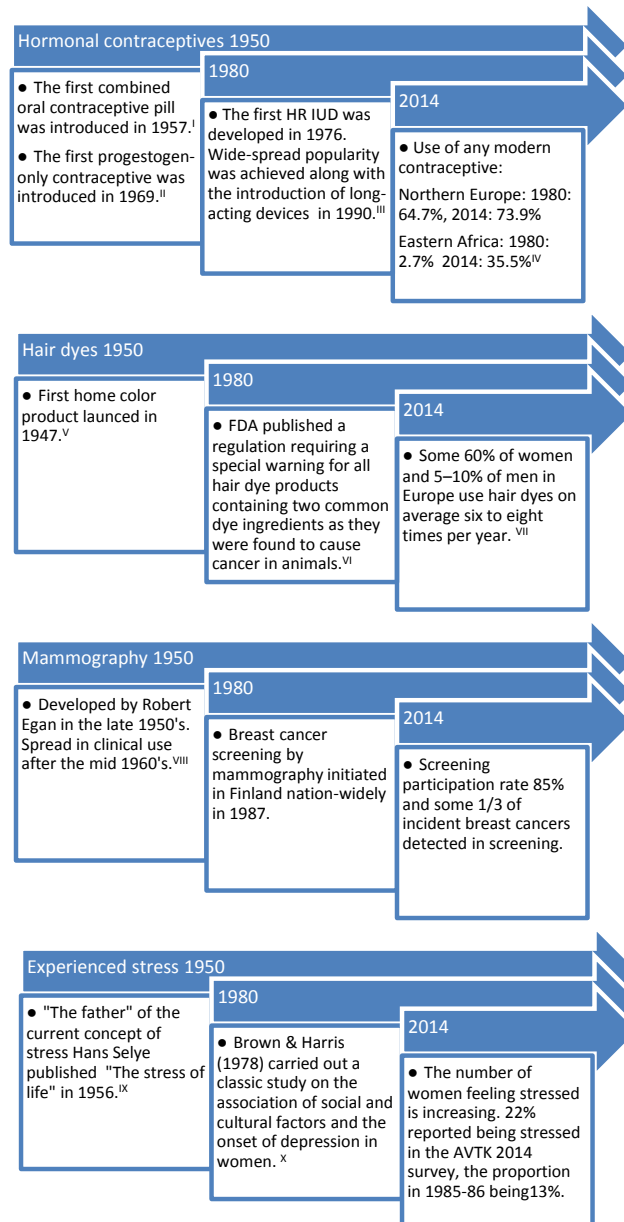 Hormonal contraceptives 1950
● The first combined
oral contraceptive pill
was introduced in 1957.ᴵ
● The first progestogen-
only contraceptive was
introduced in 1969.ᴵᴵ
1980
● The first HR IUD was
developed in 1976.
Wide-spread popularity
was achieved along with
the introduction of long-
acting devices in 1990.ᴵᴵᴵ
2014
● Use of any modern
contraceptive:
Northern Europe: 1980:
64.7%, 2014: 73.9%
Eastern Africa: 1980:
2.7% 2014: 35.5%ᴵⱽ
Hair dyes 1950
● First home color
product launced in
1947.ⱽ
1980
● FDA published a
regulation requiring a
special warning for all
hair dye products
containing two common
dye ingredients as they
were found to cause
cancer in animals.ⱽᴵ
2014
● Some 60% of women
and 5–10% of men in
Europe use hair dyes on
average six to eight
times per year. ⱽᴵᴵ
Mammography 1950
● Developed by Robert
Egan in the late 1950's.
Spread in clinical use
after the mid 1960's.ⱽᴵᴵᴵ
1980
● Breast cancer
screening by
mammography initiated
in Finland nation-widely
in 1987.
2014
● Screening
participation rate 85%
and some 1/3 of
incident breast cancers
detected in screening.
Experienced stress 1950
● "The father" of the
current concept of
stress Hans Selye
published "The stress of
life" in 1956.ᴵˣ
1980
● Brown & Harris
(1978) carried out a
classic study on the
association of social and
cultural factors and the
onset of depression in
women. ˣ
2014
● The number of
women feeling stressed
is increasing. 22%
reported being stressed
in the AVTK 2014
survey, the proportion
in 1985-86 being13%.